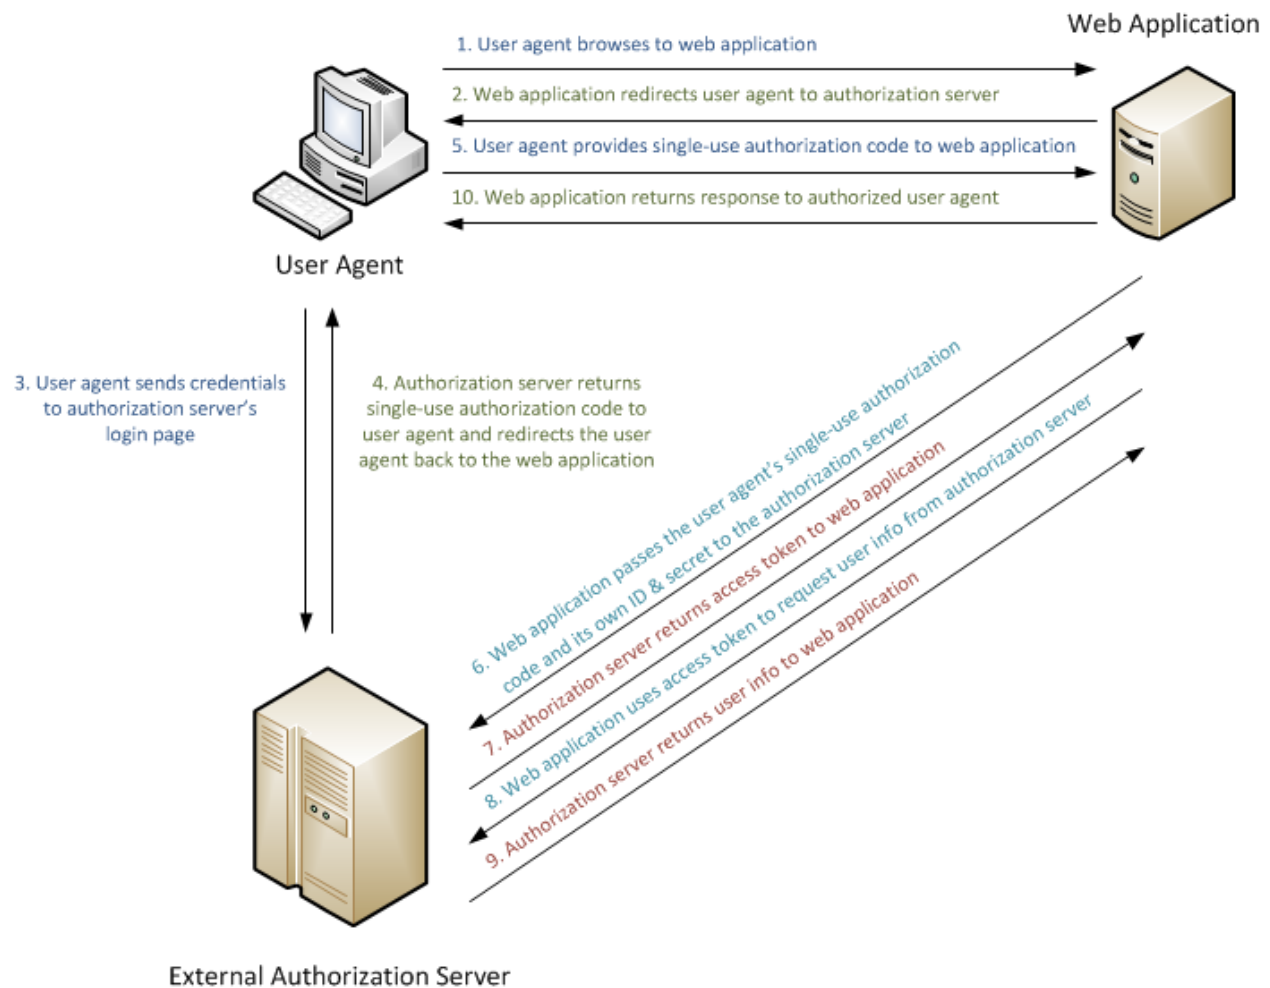 Web Application
1. User agent browses to web application
2. Web application redirects user agent to authorization server
5. User agent provides single-use authorization code to web application
10. Web application returns response to authorized user agent
User Agent
3. User agent sends credentials
to authorization server's
login page
4. Authorization server returns
single-use authorization code to
user agent and redirects the user
agent back to the web application
6. Web application passes the user agent's single-use authorization
code and its own ID & secret to the authorization server
7. Authorization server returns access token to web application
8. Web application uses access token to request user info from authorization server
9. Authorization server returns user info to web application
External Authorization Server